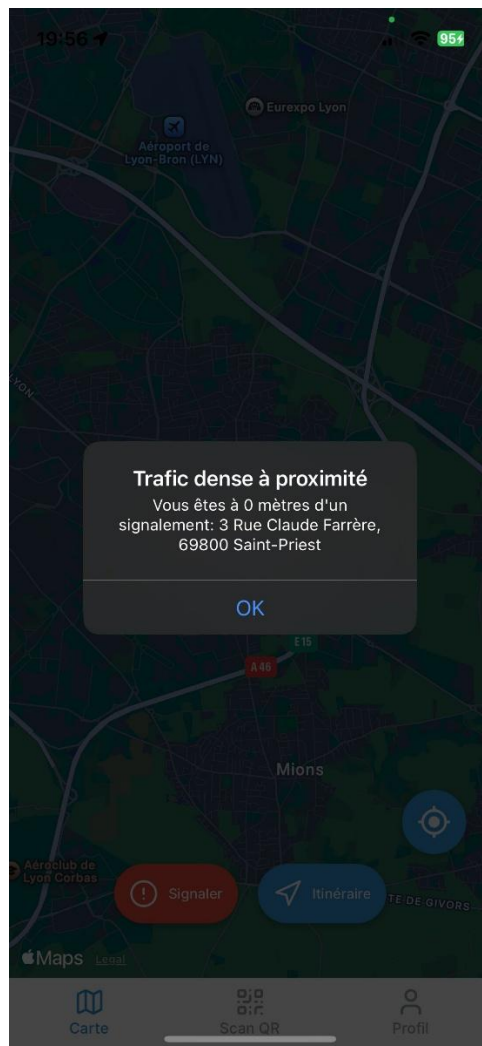 19:56
95
Eurexpo Lyon
Aéroport de
Lyon-Bron (LYN)
YON
Trafic dense à proximité
Vous êtes à 0 mètres d'un
signalement: 3 Rue Claude Farrère,
69800 Saint-Priest
OK
E15
A46
Mions
Aéroclub de
Lyon Corbas
Signaler
Itinéraire
TE DE GIVORS
Maps Legal
Carte
Scan QR
Profil